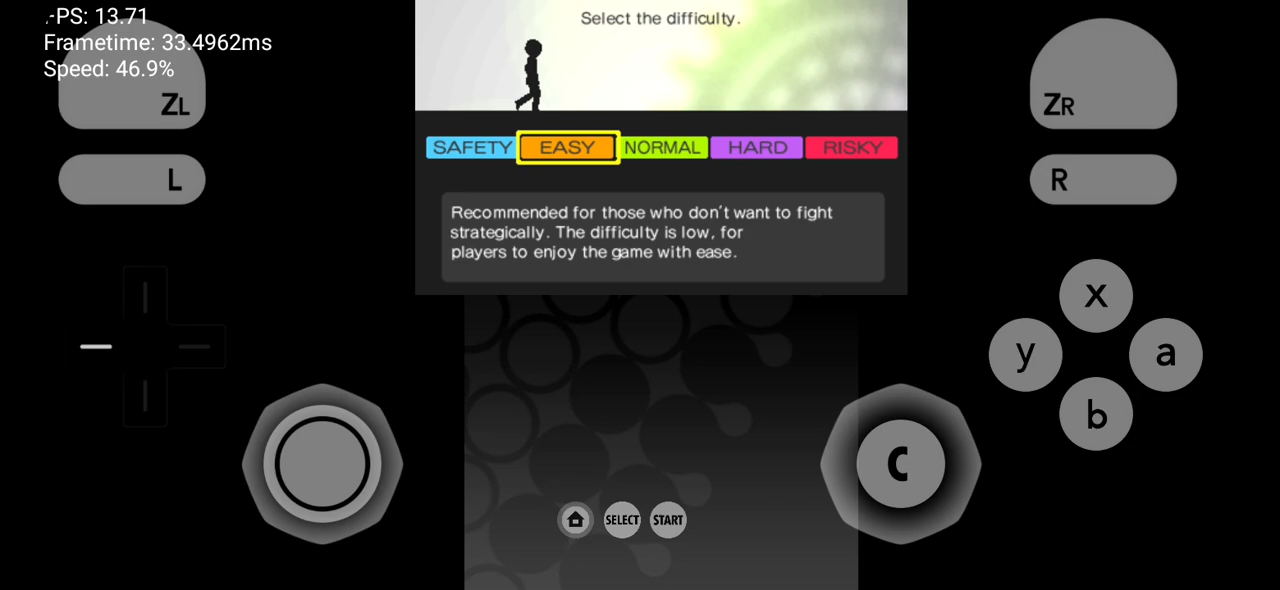 FPS: 13.71
Frametime: 33.4962ms
Speed: 46.9%
ZL
L
Select the difficulty.
SAFETY EASY NORMAL HARD RISKY
Recommended for those who don't want to fight
strategically. The difficulty is low, for
players to enjoy the game with ease.
ZR
R
x
y
a
b
C
SELECT
START